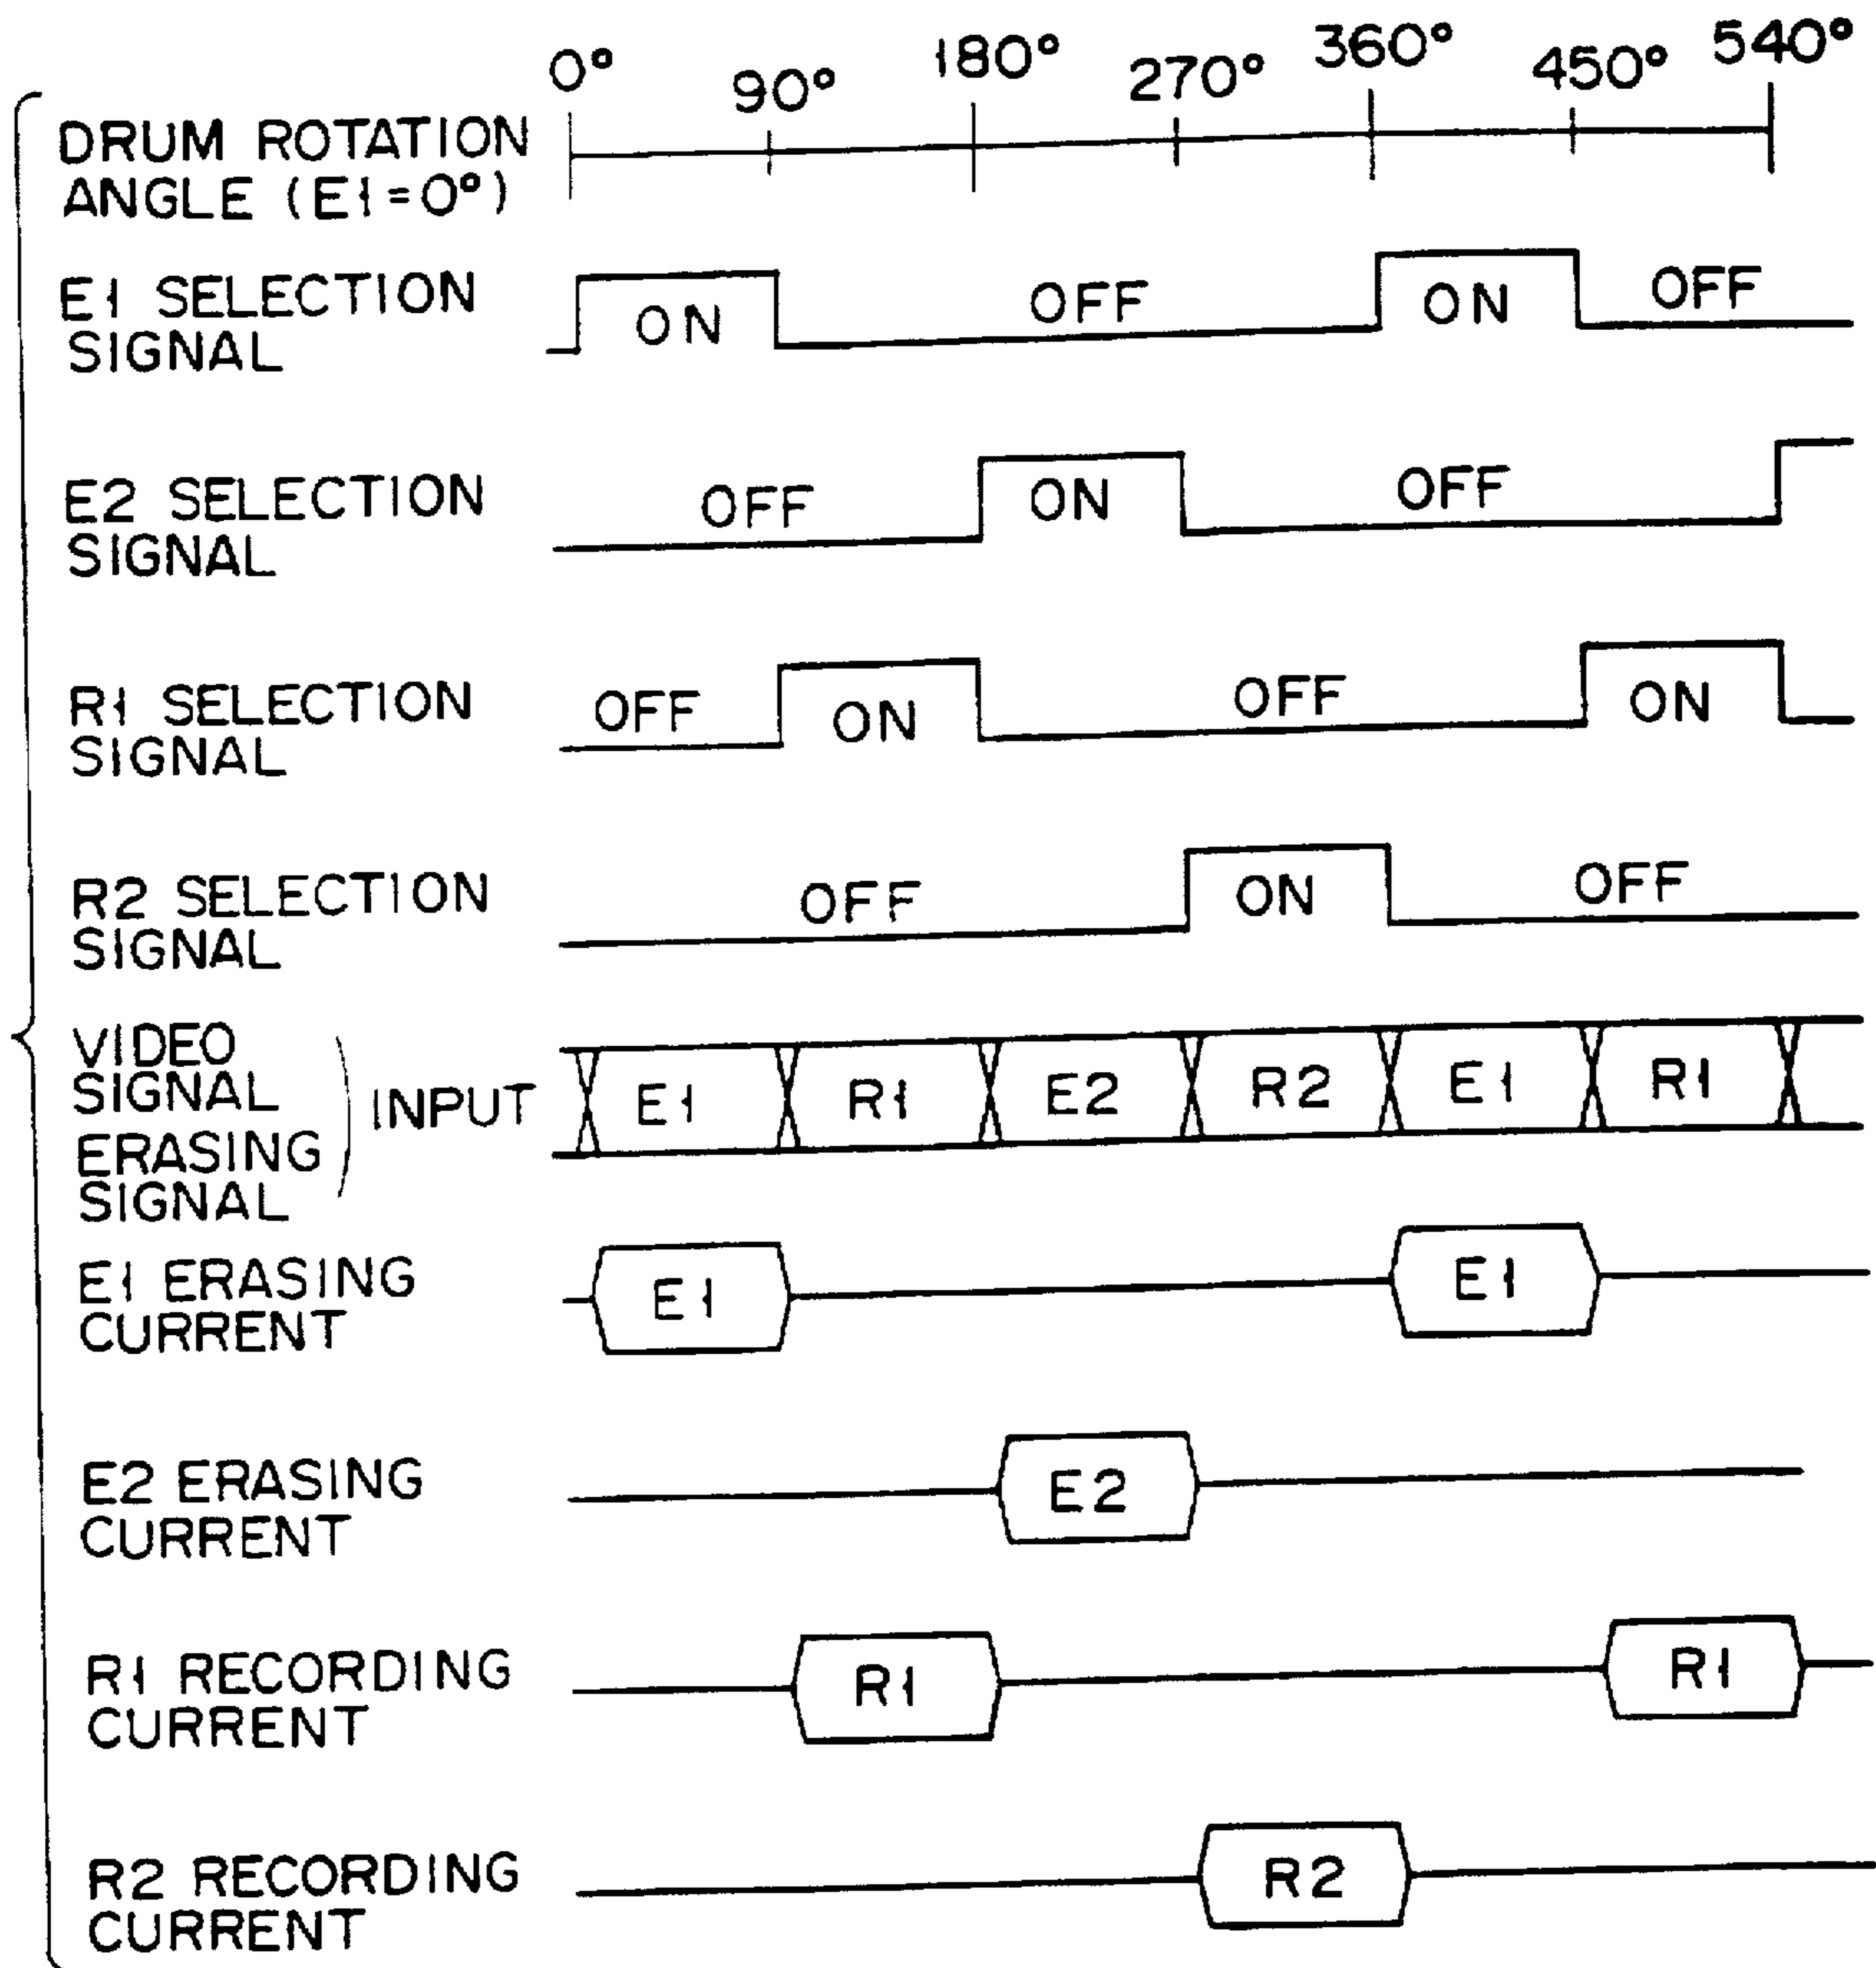 0° 90° 180° 270° 360° 450° 540°
DRUM ROTATION
ANGLE (E1=0°)
E1 SELECTION
SIGNAL
ON OFF ON OFF
E2 SELECTION
SIGNAL
OFF ON OFF
R1 SELECTION
SIGNAL
OFF ON OFF ON
R2 SELECTION
SIGNAL
OFF ON OFF
VIDEO
SIGNAL
ERASING
SIGNAL
INPUT
E1 R1 E2 R2 E1 R1
E1 ERASING
CURRENT
E1 E1
E2 ERASING
CURRENT
E2
R1 RECORDING
CURRENT
R1 R1
R2 RECORDING
CURRENT
R2